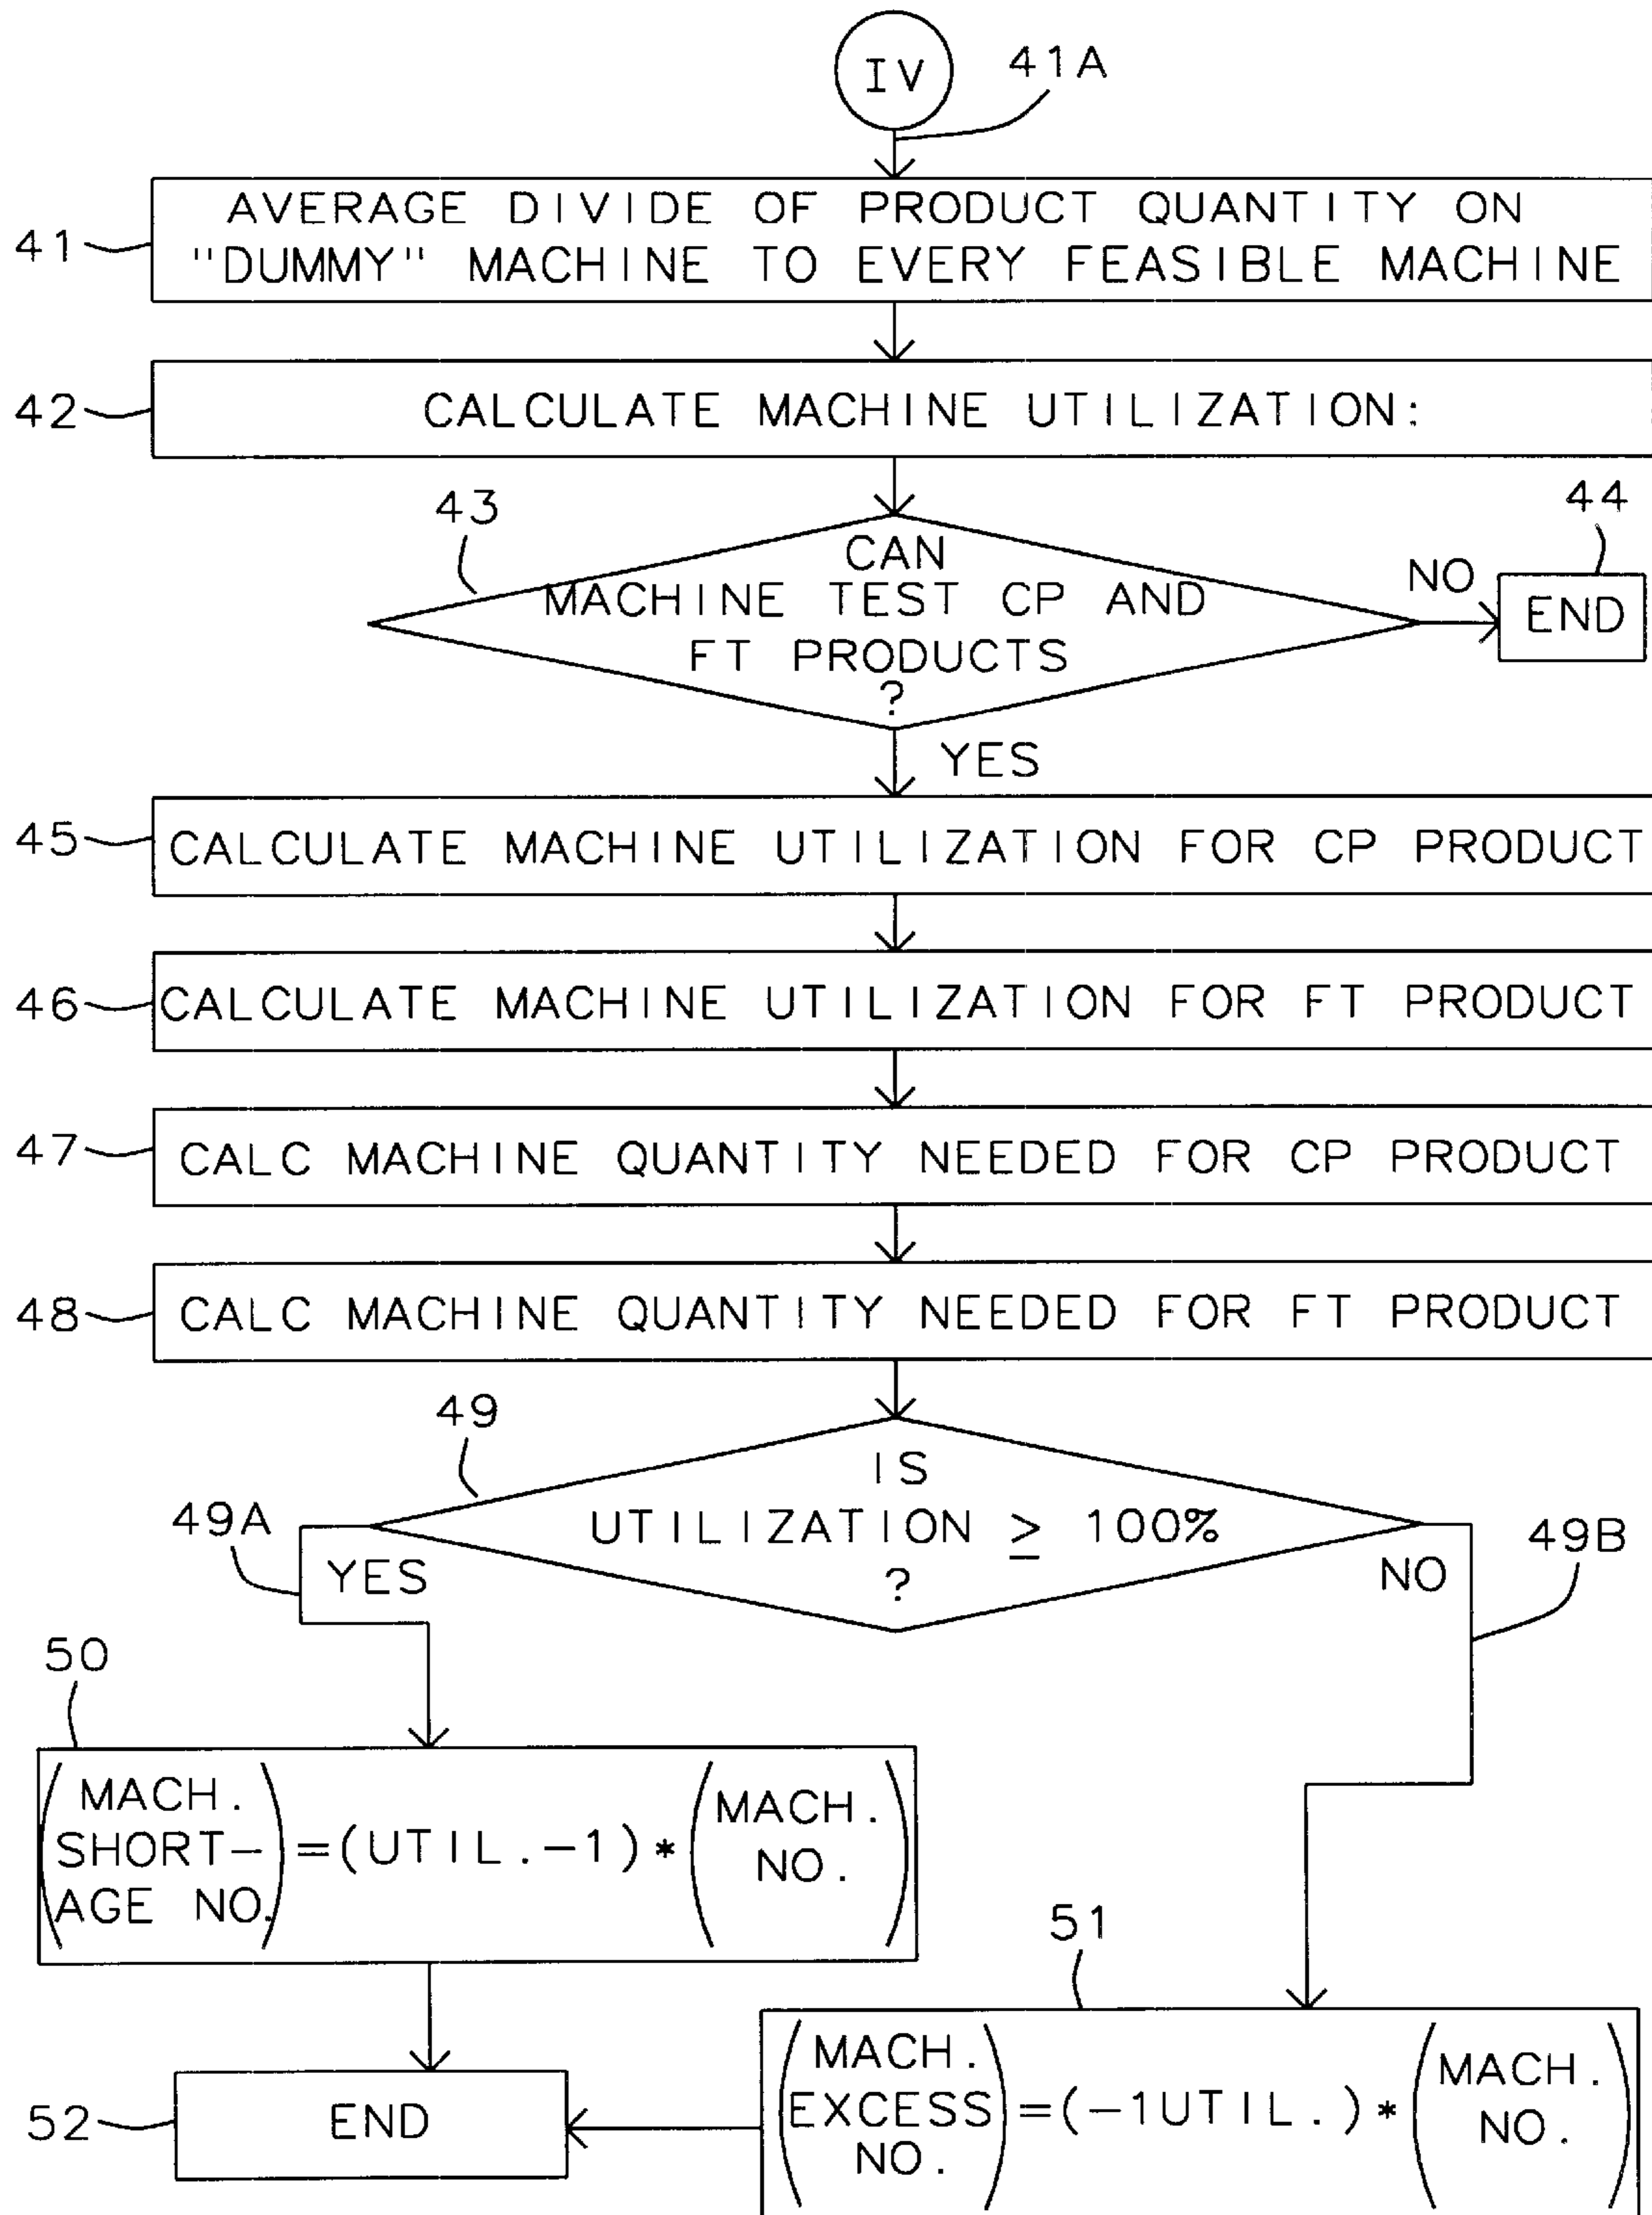 IV
41A
41
AVERAGE DIVIDE OF PRODUCT QUANTITY ON
"DUMMY" MACHINE TO EVERY FEASIBLE MACHINE
42
CALCULATE MACHINE UTILIZATION:
43
CAN
MACHINE TEST CP AND
FT PRODUCTS
?
NO
44
END
YES
45
CALCULATE MACHINE UTILIZATION FOR CP PRODUCT
46
CALCULATE MACHINE UTILIZATION FOR FT PRODUCT
47
CALC MACHINE QUANTITY NEEDED FOR CP PRODUCT
48
CALC MACHINE QUANTITY NEEDED FOR FT PRODUCT
49
IS
UTILIZATION ≥ 100%
?
49A
YES
NO
49B
50
(MACH.
SHORT-
AGE NO.)
=(UTIL.-1)*
(MACH.
NO.)
51
(MACH.
EXCESS
NO.)
=(-1UTIL.)*
(MACH.
NO.)
52
END